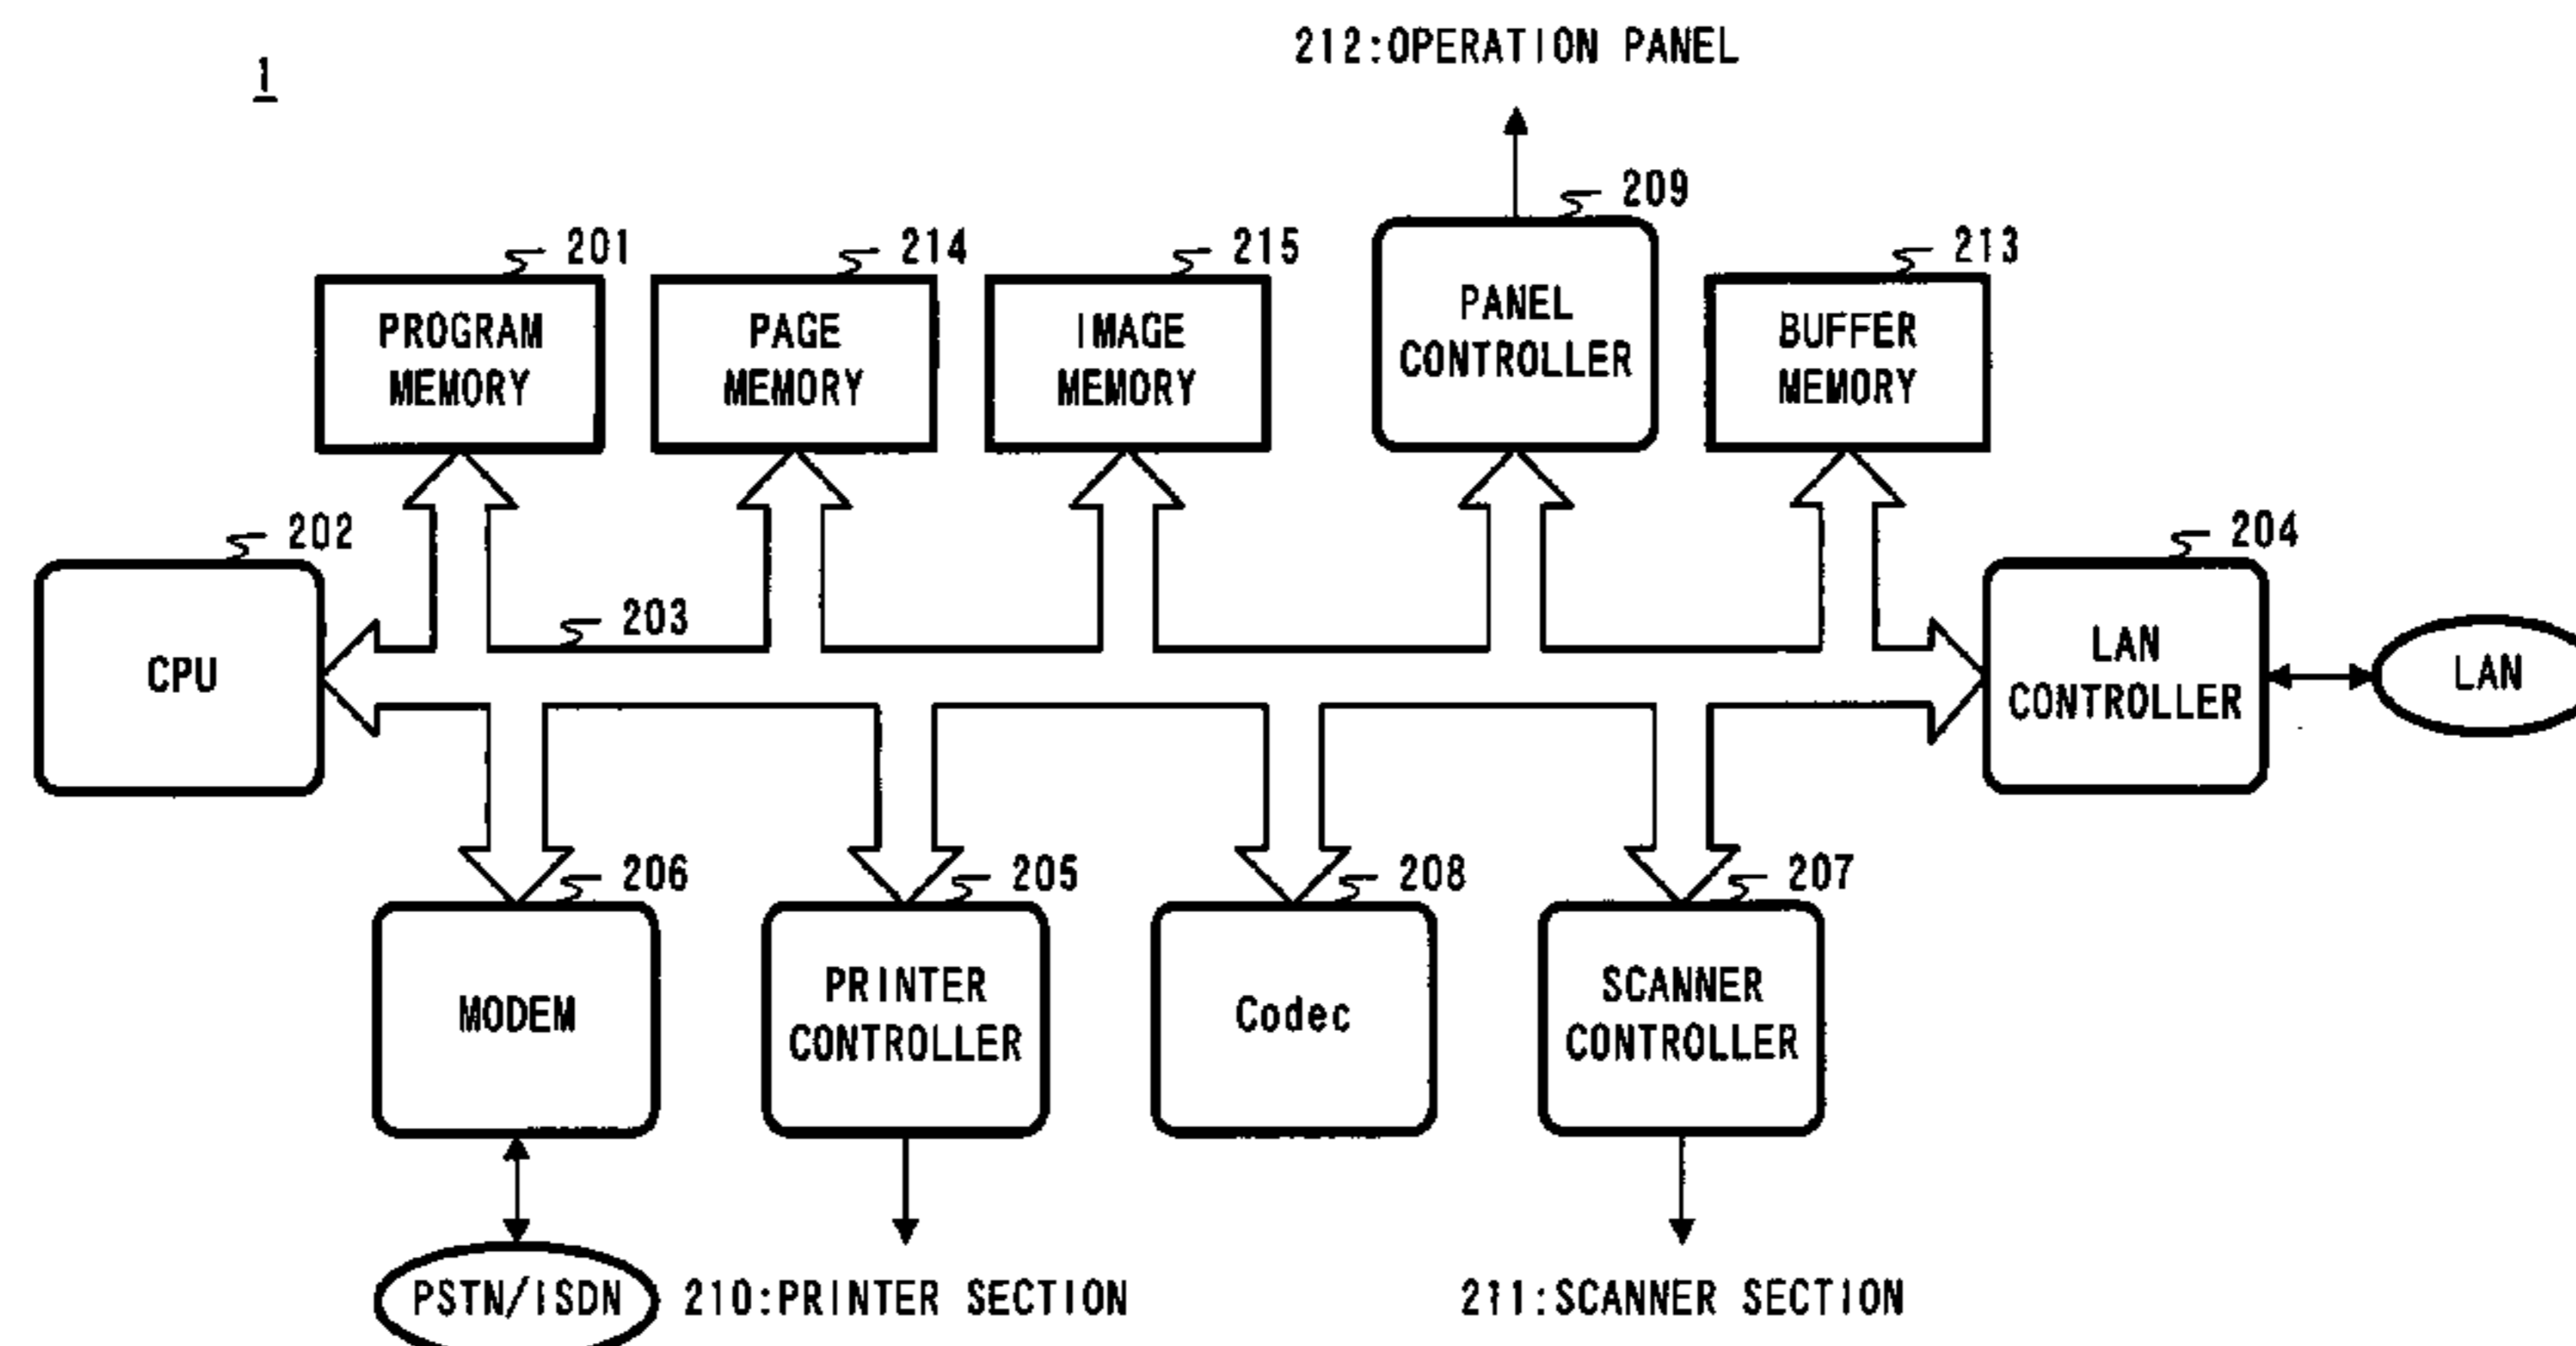 1
212:OPERATION PANEL
209
201
214
215
213
PROGRAM
MEMORY
PAGE
MEMORY
IMAGE
MEMORY
PANEL
CONTROLLER
BUFFER
MEMORY
202
204
203
CPU
LAN
CONTROLLER
LAN
206
205
208
207
MODEM
PRINTER
CONTROLLER
Codec
SCANNER
CONTROLLER
PSTN/ISDN
210:PRINTER SECTION
211:SCANNER SECTION